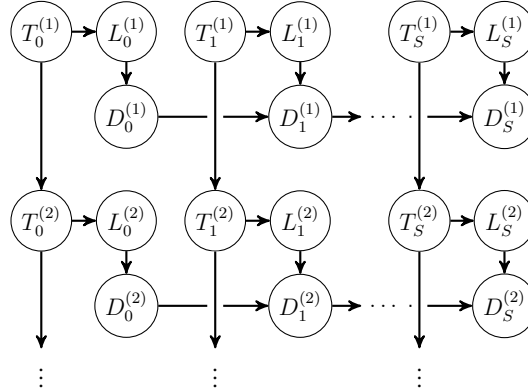 T_0^{(1)} L_0^{(1)} T_1^{(1)} L_1^{(1)} T_S^{(1)} L_S^{(1)}
D_0^{(1)} D_1^{(1)} · · · · D_S^{(1)}
T_0^{(2)} L_0^{(2)} T_1^{(2)} L_1^{(2)} T_S^{(2)} L_S^{(2)}
D_0^{(2)} D_1^{(2)} · · · · D_S^{(2)}
⋮ ⋮ ⋮